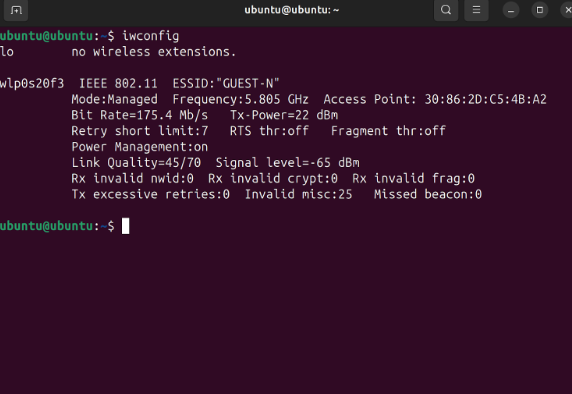 ubuntu@ubuntu: ~
ubuntu@ubuntu:~$ iwconfig
lo        no wireless extensions.
wlp0s20f3  IEEE 802.11  ESSID:"GUEST-N"
          Mode:Managed  Frequency:5.805 GHz  Access Point: 30:86:2D:C5:4B:A2
          Bit Rate=175.4 Mb/s   Tx-Power=22 dBm
          Retry short limit:7   RTS thr:off   Fragment thr:off
          Power Management:on
          Link Quality=45/70  Signal level=-65 dBm
          Rx invalid nwid:0  Rx invalid crypt:0  Rx invalid frag:0
          Tx excessive retries:0  Invalid misc:25   Missed beacon:0
ubuntu@ubuntu:~$